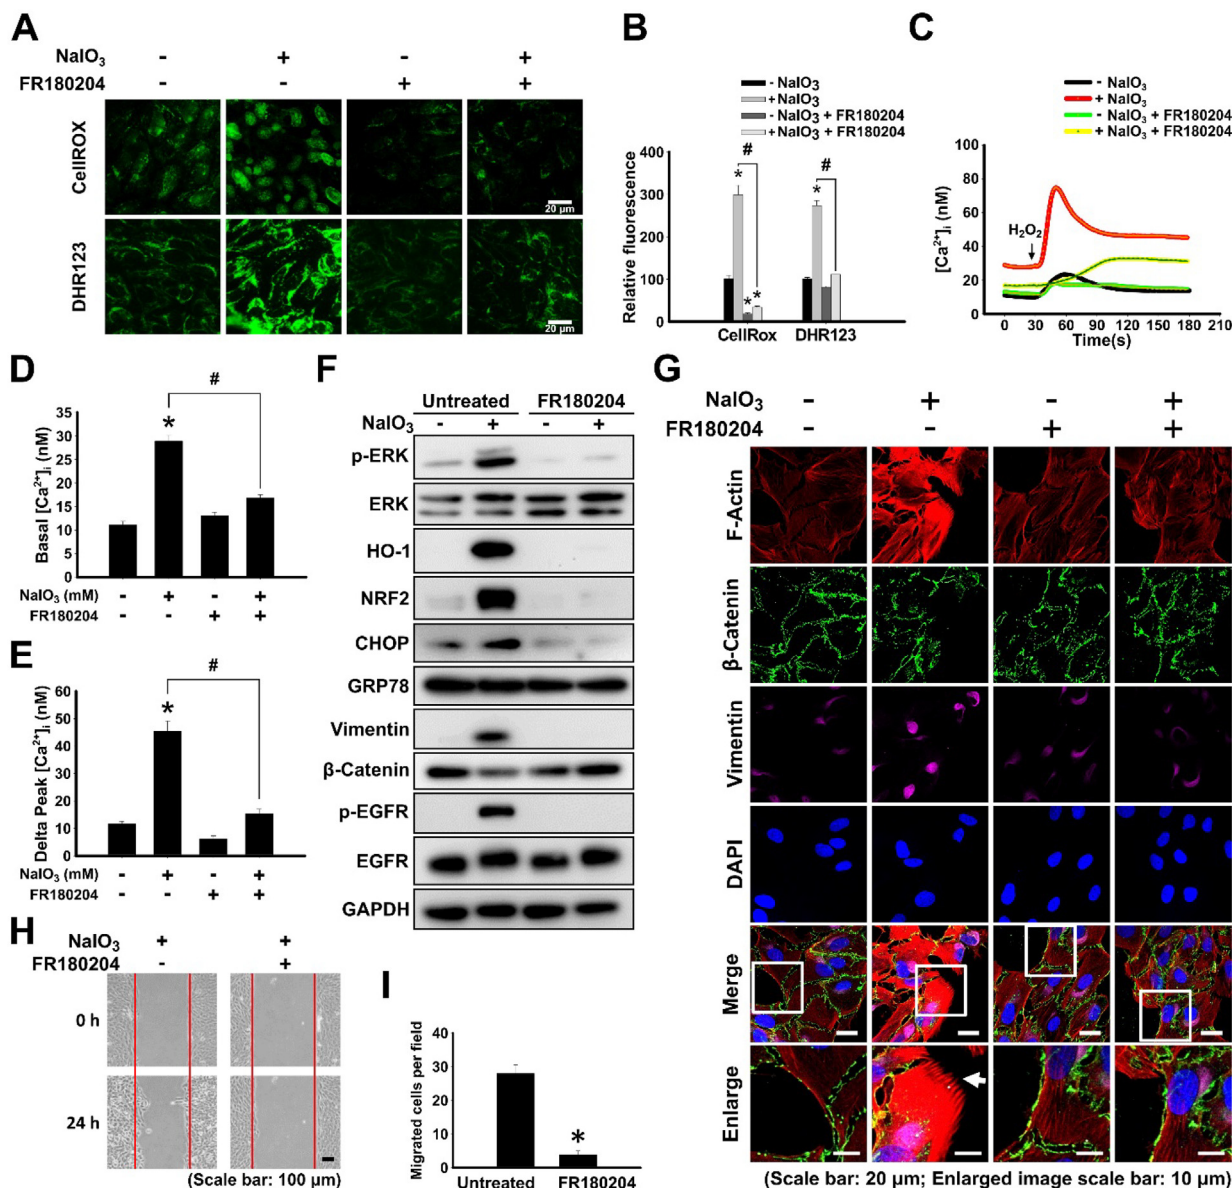 A
NaIO₃ - + - +
FR180204 - - + +
CellROX
20 µm
DHR123
20 µm
B
- NaIO₃
+ NaIO₃
- NaIO₃ + FR180204
+ NaIO₃ + FR180204
Relative fluorescence
400
300
200
100
0
#
#
*
*
*
*
CellRox DHR123
C
- NaIO₃
+ NaIO₃
- NaIO₃ + FR180204
+ NaIO₃ + FR180204
[Ca²⁺]ᵢ (nM)
100
80
60
40
20
0
H₂O₂
0 30 60 90 120 150 180 210
Time(s)
D
#
*
Basal [Ca²⁺]ᵢ (nM)
35
30
25
20
15
10
5
0
NaIO₃ (mM) - + - +
FR180204 - - + +
E
#
*
Delta Peak [Ca²⁺]ᵢ (nM)
60
50
40
30
20
10
0
NaIO₃ (mM) - + - +
FR180204 - - + +
F
Untreated FR180204
NaIO₃ - + - +
p-ERK
ERK
HO-1
NRF2
CHOP
GRP78
Vimentin
β-Catenin
p-EGFR
EGFR
GAPDH
G
NaIO₃ - + - +
FR180204 - - + +
F-Actin
β-Catenin
Vimentin
DAPI
Merge
Enlarge
(Scale bar: 20 µm; Enlarged image scale bar: 10 µm)
H
NaIO₃ + +
FR180204 - +
0 h
24 h
(Scale bar: 100 µm)
I
Migrated cells per field
40
30
20
10
0
*
Untreated FR180204